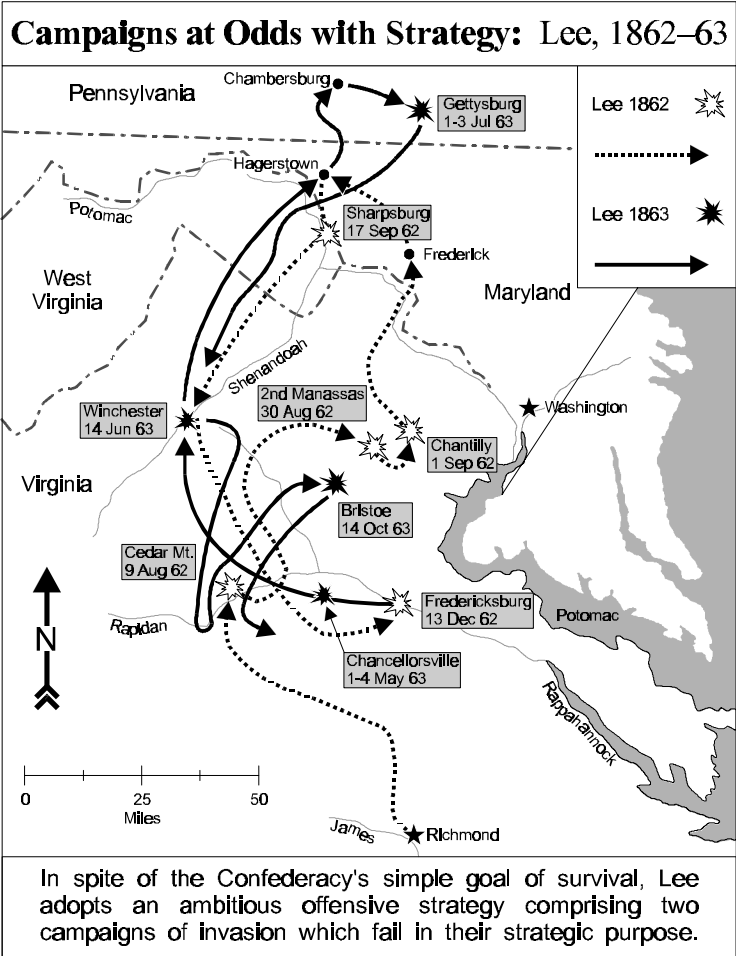 Campaigns at Odds with Strategy: Lee, 1862–63
Pennsylvania
Chambersburg
Gettysburg
1-3 Jul 63
Lee 1862
Lee 1863
Hagerstown
Potomac
Sharpsburg
17 Sep 62
Frederick
West
Virginia
Maryland
Shenandoah
Winchester
14 Jun 63
2nd Manassas
30 Aug 62
Washington
Chantilly
1 Sep 62
Virginia
Bristoe
14 Oct 63
Cedar Mt.
9 Aug 62
Fredericksburg
13 Dec 62
Potomac
Rapidan
N
Chancellorsville
1-4 May 63
Rappahannock
0 25 50
Miles
James
Richmond
In spite of the Confederacy's simple goal of survival, Lee
adopts an ambitious offensive strategy comprising two
campaigns of invasion which fail in their strategic purpose.